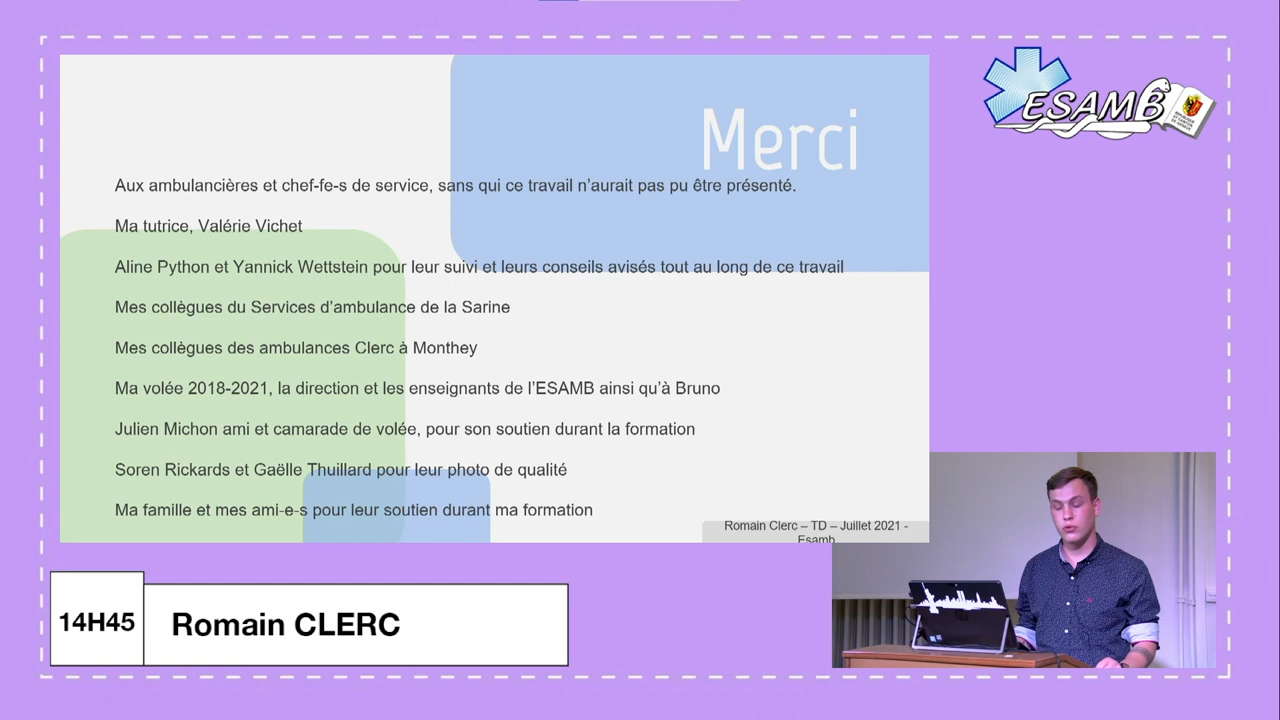 Merci
Aux ambulancières et chef-fe-s de service, sans qui ce travail n’aurait pas pu être présenté.
Ma tutrice, Valérie Vichet
Aline Python et Yannick Wettstein pour leur suivi et leurs conseils avisés tout au long de ce travail
Mes collègues du Services d’ambulance de la Sarine
Mes collègues des ambulances Clerc à Monthey
Ma volée 2018-2021, la direction et les enseignants de l’ESAMB ainsi qu’à Bruno
Julien Michon ami et camarade de volée, pour son soutien durant la formation
Soren Rickards et Gaëlle Thuillard pour leur photo de qualité
Ma famille et mes ami-e-s pour leur soutien durant ma formation
Romain Clerc – TD – Juillet 2021 -
Esamb
ESAMB
14H45
Romain CLERC